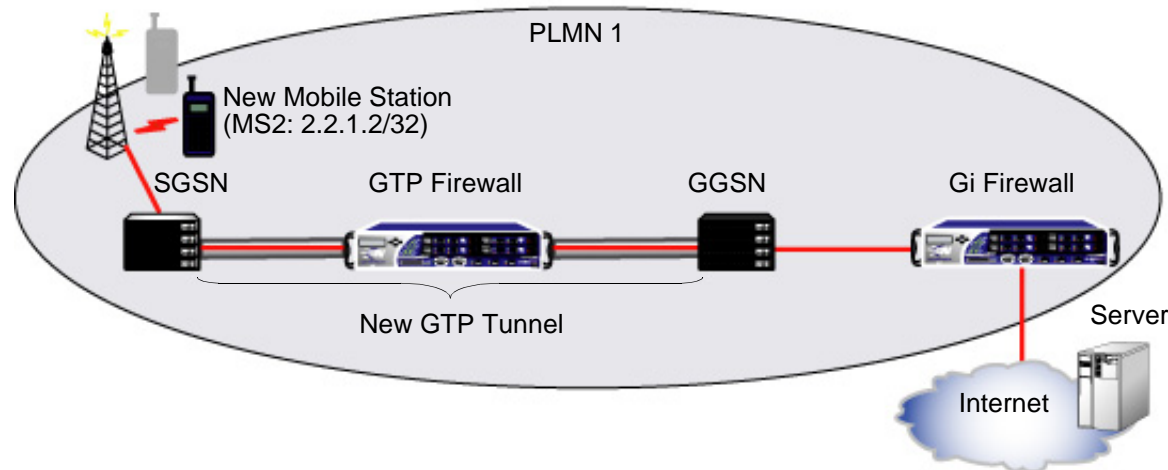 PLMN 1
New Mobile Station
(MS2: 2.2.1.2/32)
SGSN
GTP Firewall
GGSN
Gi Firewall
New GTP Tunnel
Server
Internet